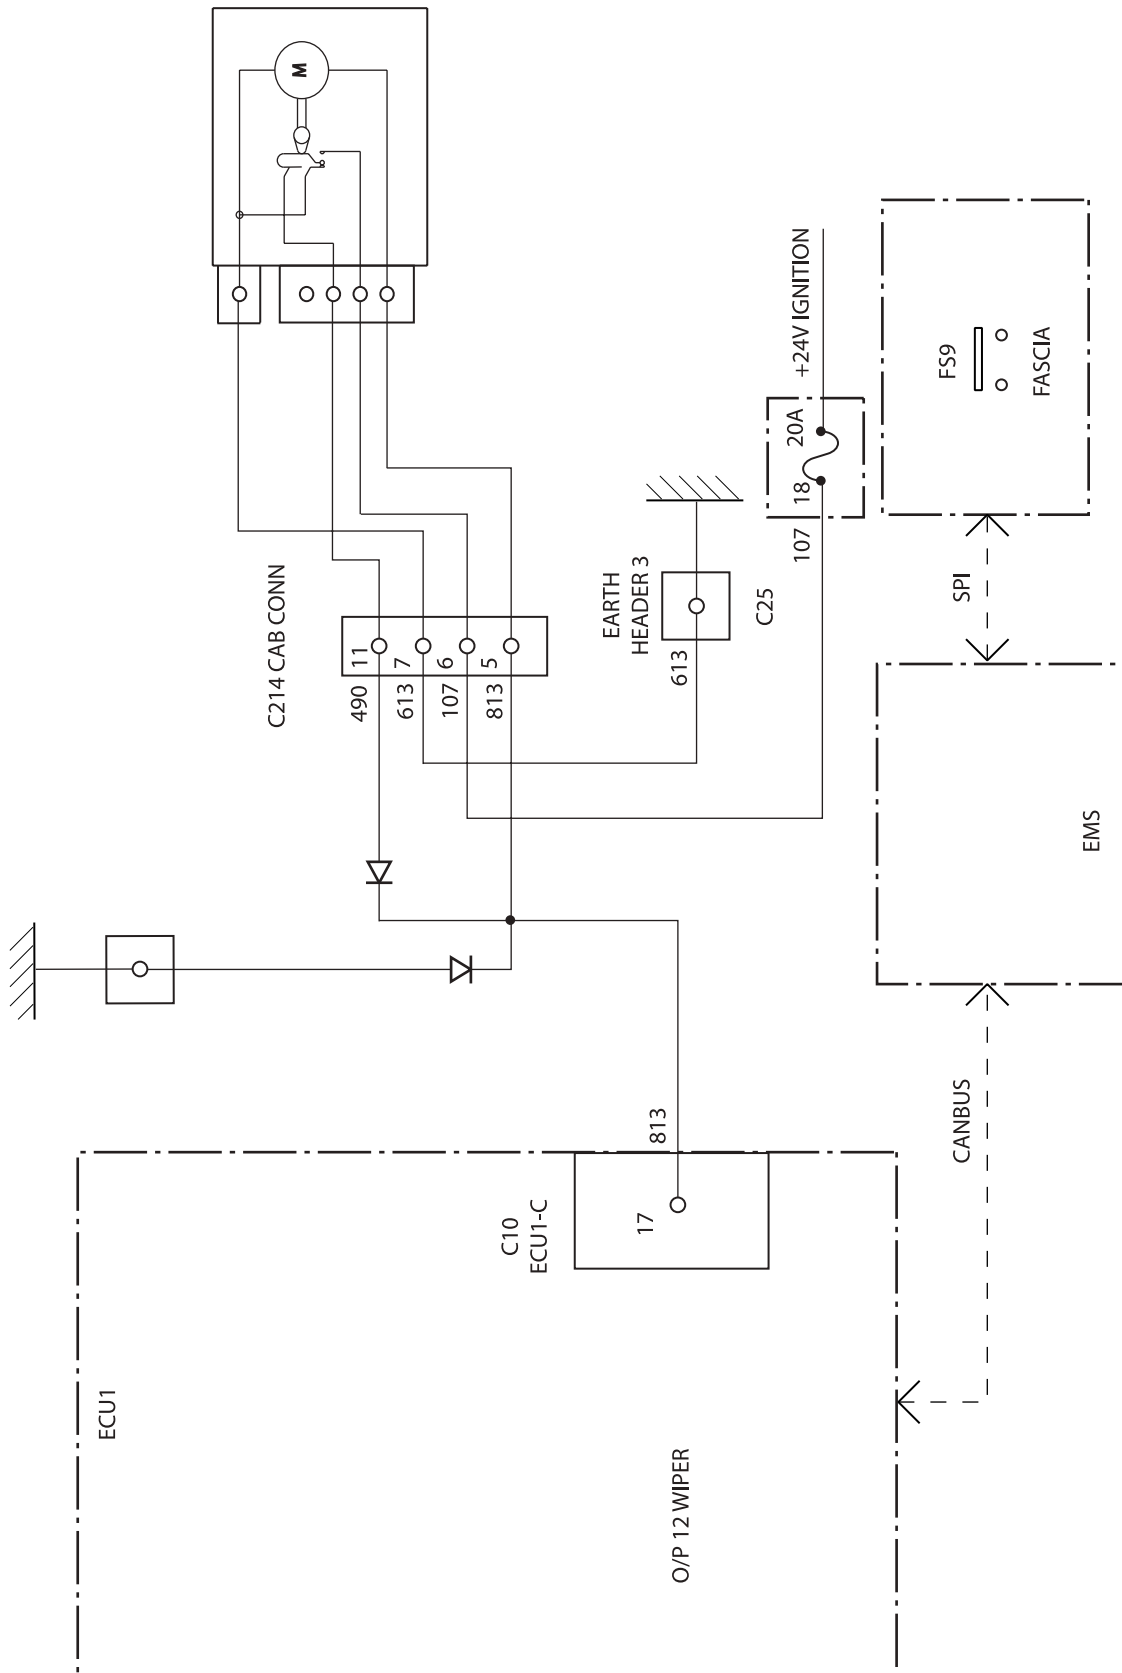 M
C214 CAB CONN
11
7
6
5
490
613
107
813
EARTH
HEADER 3
613
C25
+24V IGNITION
20A
18
107
FS9
FASCIA
SPI
EMS
CANBUS
813
17
C10
ECU1-C
ECU1
O/P 12 WIPER